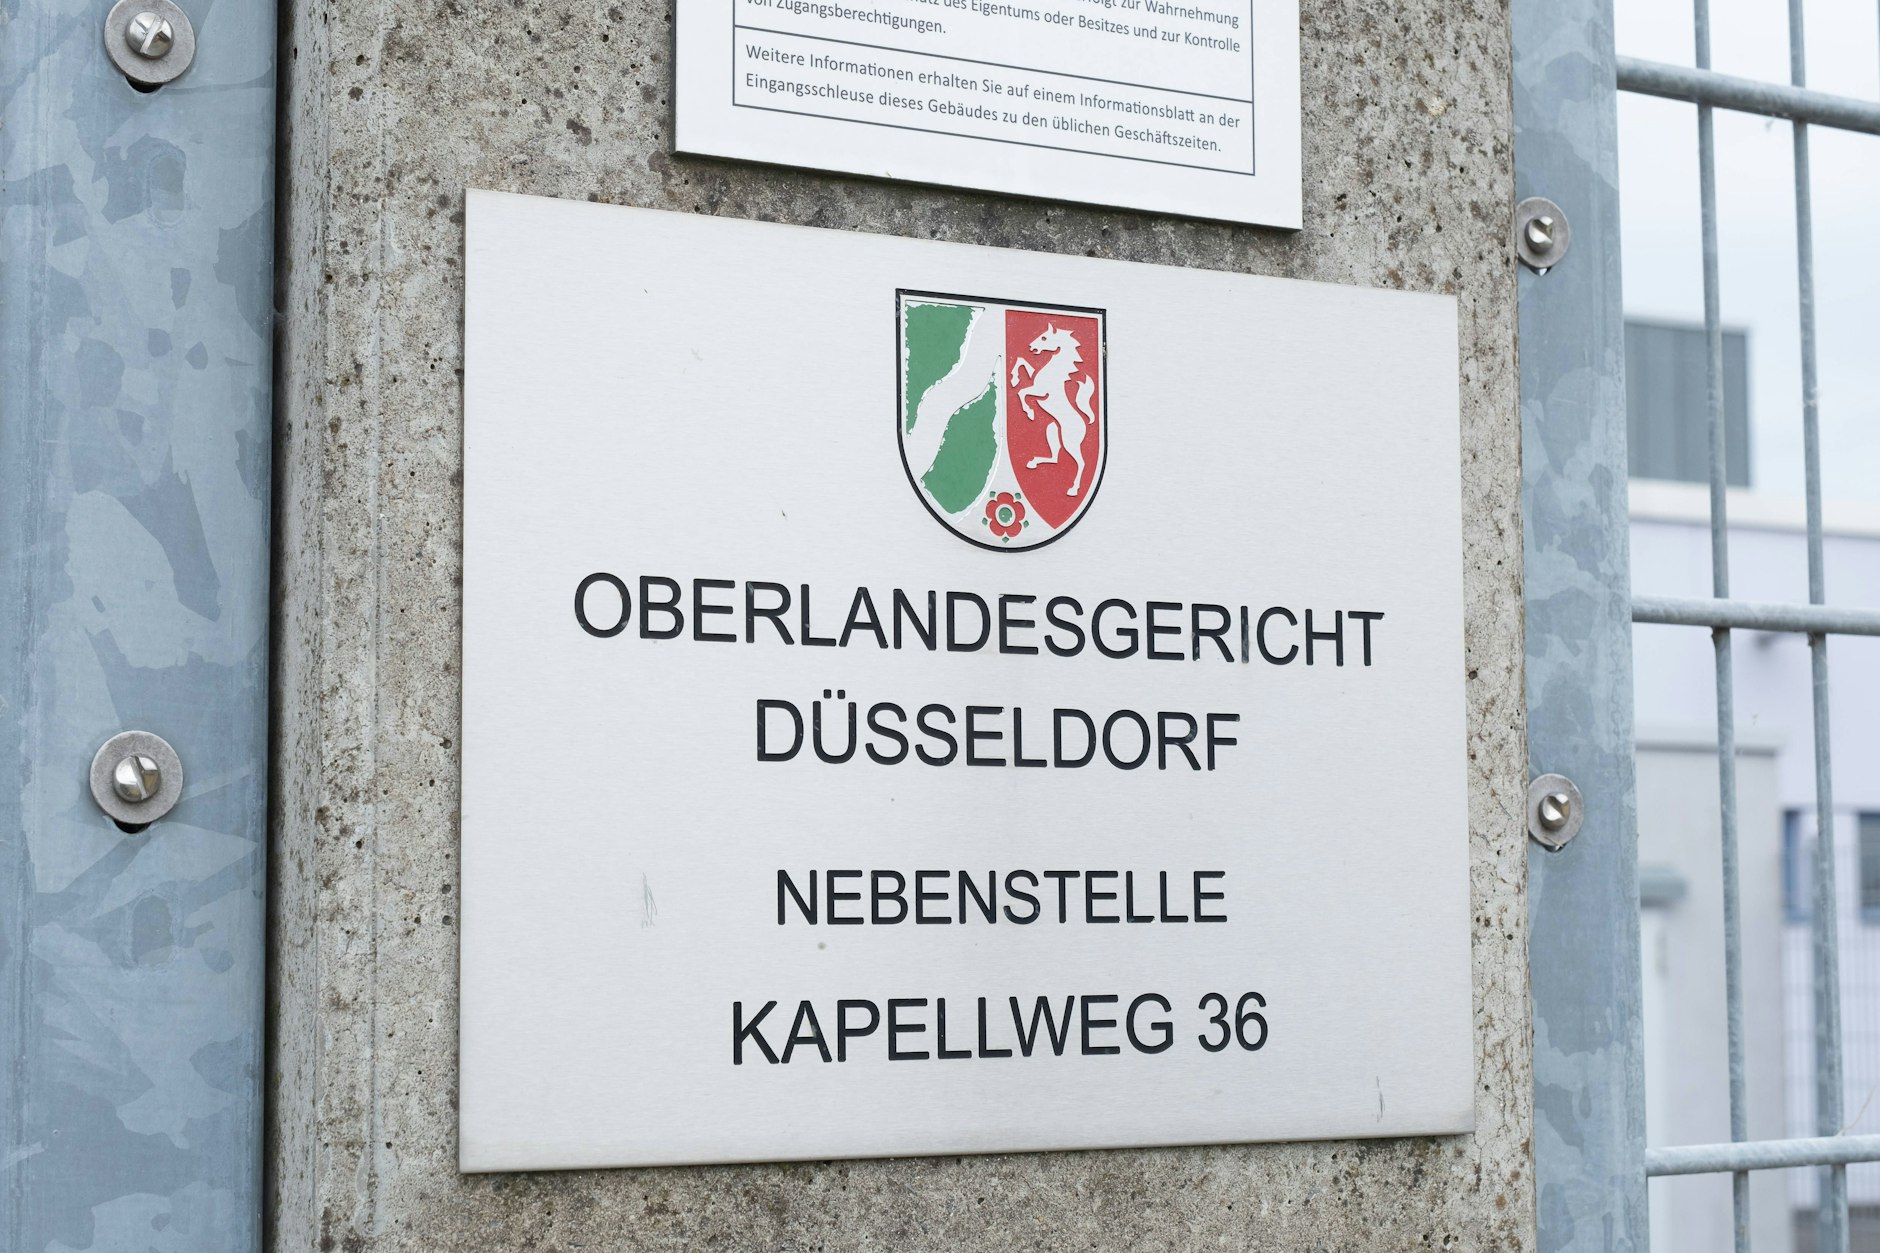 zur Wahrnehmung
des Eigentums oder Besitzes und zur Kontrolle
von Zugangsberechtigungen.
Weitere Informationen erhalten Sie auf einem Informationsblatt an der
Eingangsschleuse dieses Gebäudes zu den üblichen Geschäftszeiten.
OBERLANDESGERICHT
DÜSSELDORF
NEBENSTELLE
KAPELLWEG 36